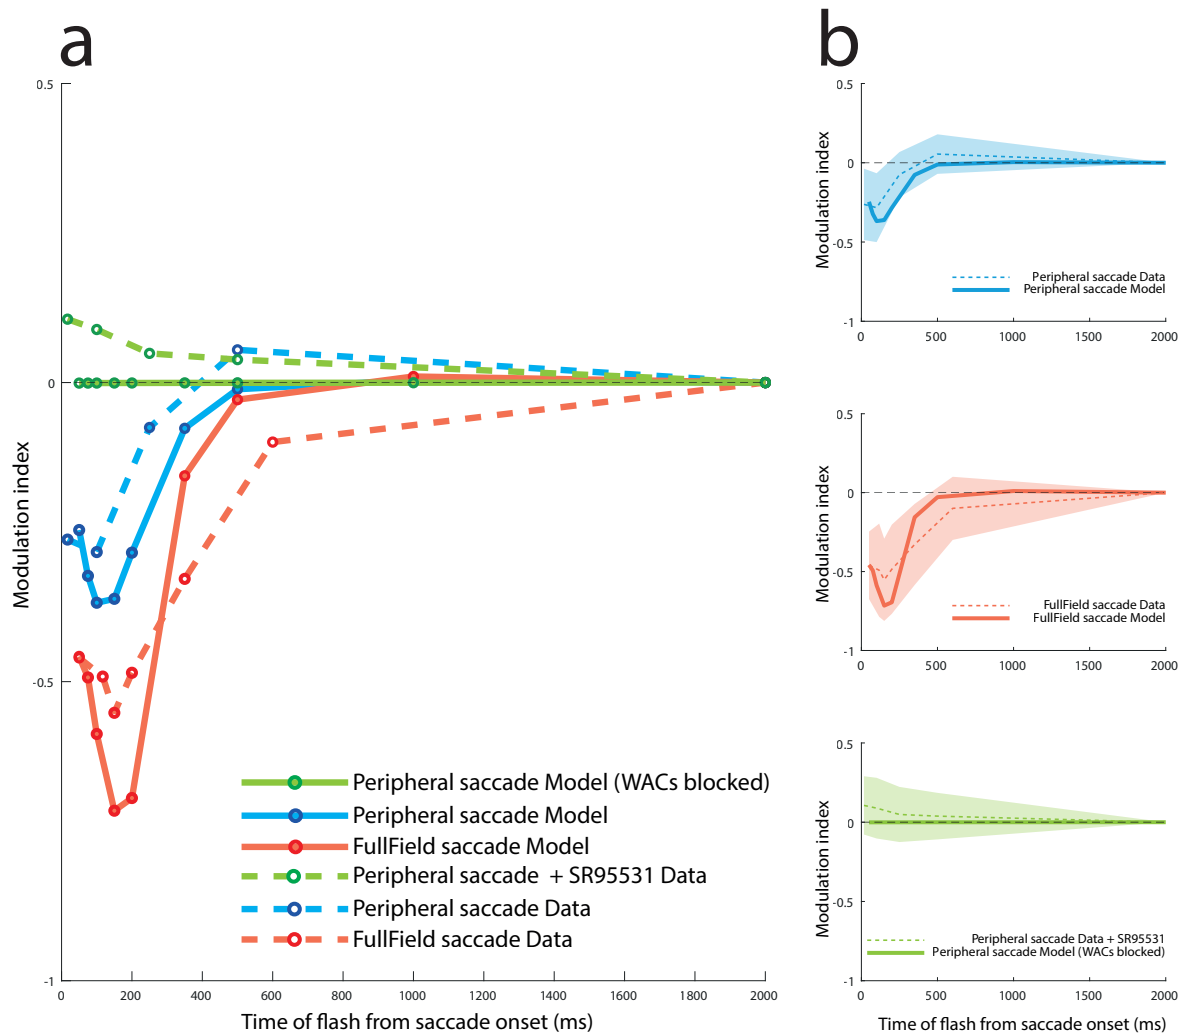 a
0.5
0
-0.5
-1
Modulation index
Peripheral saccade Model (WACs blocked)
Peripheral saccade Model
FullField saccade Model
Peripheral saccade + SR95531 Data
Peripheral saccade Data
FullField saccade Data
0 200 400 600 800 1000 1200 1400 1600 1800 2000
Time of flash from saccade onset (ms)
b
0.5
0
-0.5
-1
Modulation index
Peripheral saccade Data
Peripheral saccade Model
0 500 1000 1500 2000
0.5
0
-0.5
-1
Modulation index
FullField saccade Data
FullField saccade Model
0 500 1000 1500 2000
0.5
0
-0.5
-1
Modulation index
Peripheral saccade Data + SR95531
Peripheral saccade Model (WACs blocked)
0 500 1000 1500 2000
Time of flash from saccade onset (ms)